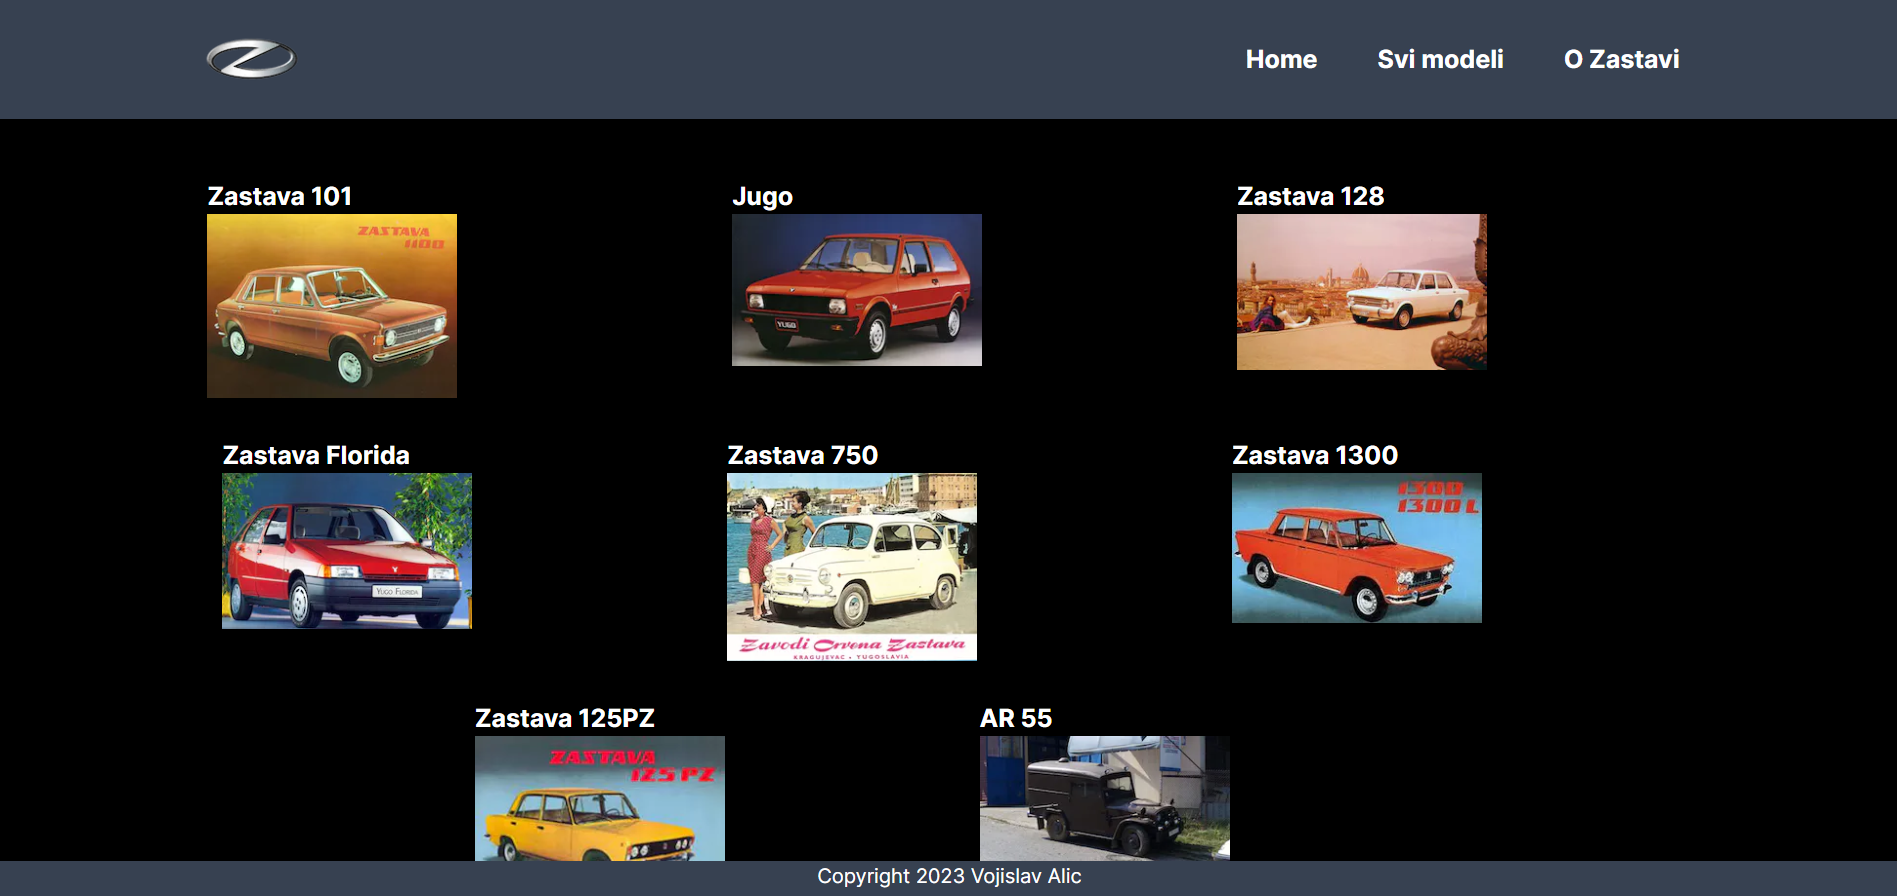 Home Svi modeli O Zastavi
Zastava 101
ZASTAVA
1100
Jugo
YUGO
Zastava 128
Zastava Florida
YUGO FLORIDA
Zastava 750
Zavodi Crvena Zastava
KRAGUJEVAC • YUGOSLAVIA
Zastava 1300
1300
1300 L
Zastava 125PZ
ZASTAVA
125 PZ
AR 55
Copyright 2023 Vojislav Alic